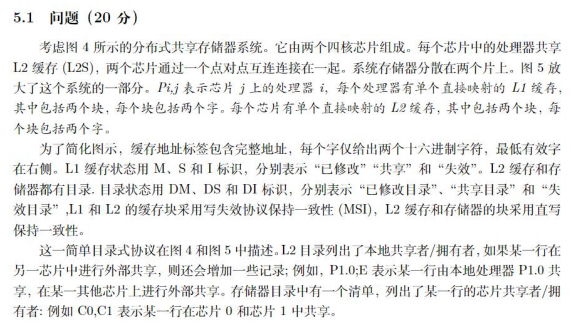 5.1 问题（20 分）
考虑图 4 所示的分布式共享存储器系统。它由两个四核芯片组成。每个芯片中的处理器共享
L2 缓存 (L2S)，两个芯片通过一个点对点互连连接在一起。系统存储器分散在两个片上。图 5 放
大了这个系统的一部分。Pi,j 表示芯片 j 上的处理器 i，每个处理器有单个直接映射的 L1 缓存，
其中包括两个块，每个块包括两个字。每个芯片有单个直接映射的 L2 缓存，其中包括两个块，每
个块包括两个字。
为了简化图示，缓存地址标签包含完整地址，每个字仅给出两个十六进制字符，最低有效字
在右侧。L1 缓存状态用 M、S 和 I 标识，分别表示“已修改”“共享”和“失效”。L2 缓存和存
储器都有目录. 目录状态用 DM、DS 和 DI 标识，分别表示“已修改目录”、“共享目录”和“失
效目录”,L1 和 L2 的缓存块采用写失效协议保持一致性 (MSI)，L2 缓存和存储器的块采用直写
保持一致性。
这一简单目录式协议在图 4 和图 5 中描述。L2 目录列出了本地共享者/拥有者，如果某一行在
另一芯片中进行外部共享，则还会增加一些记录; 例如，P1.0;E 表示某一行由本地处理器 P1.0 共
享，在某一其他芯片上进行外部共享。存储器目录中有一个清单，列出了某一行的芯片共享者/拥
有者: 例如 C0,C1 表示某一行在芯片 0 和芯片 1 中共享。